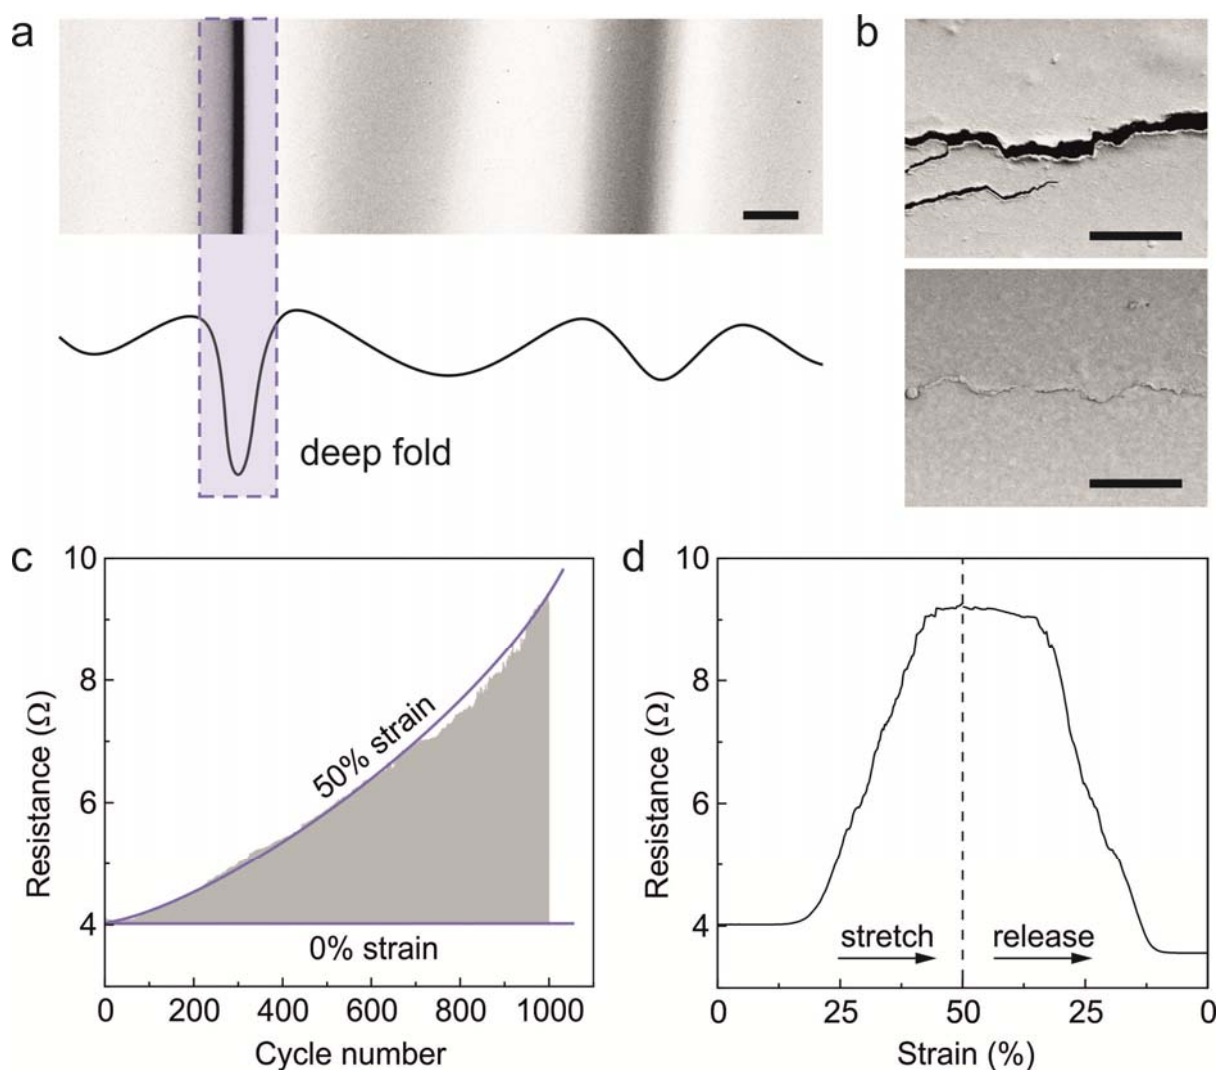 a
b
deep fold
c
10
8
6
4
Resistance (Ω)
50% strain
0% strain
0 200 400 600 800 1000
Cycle number
d
10
8
6
4
Resistance (Ω)
stretch release
0 25 50 25 0
Strain (%)